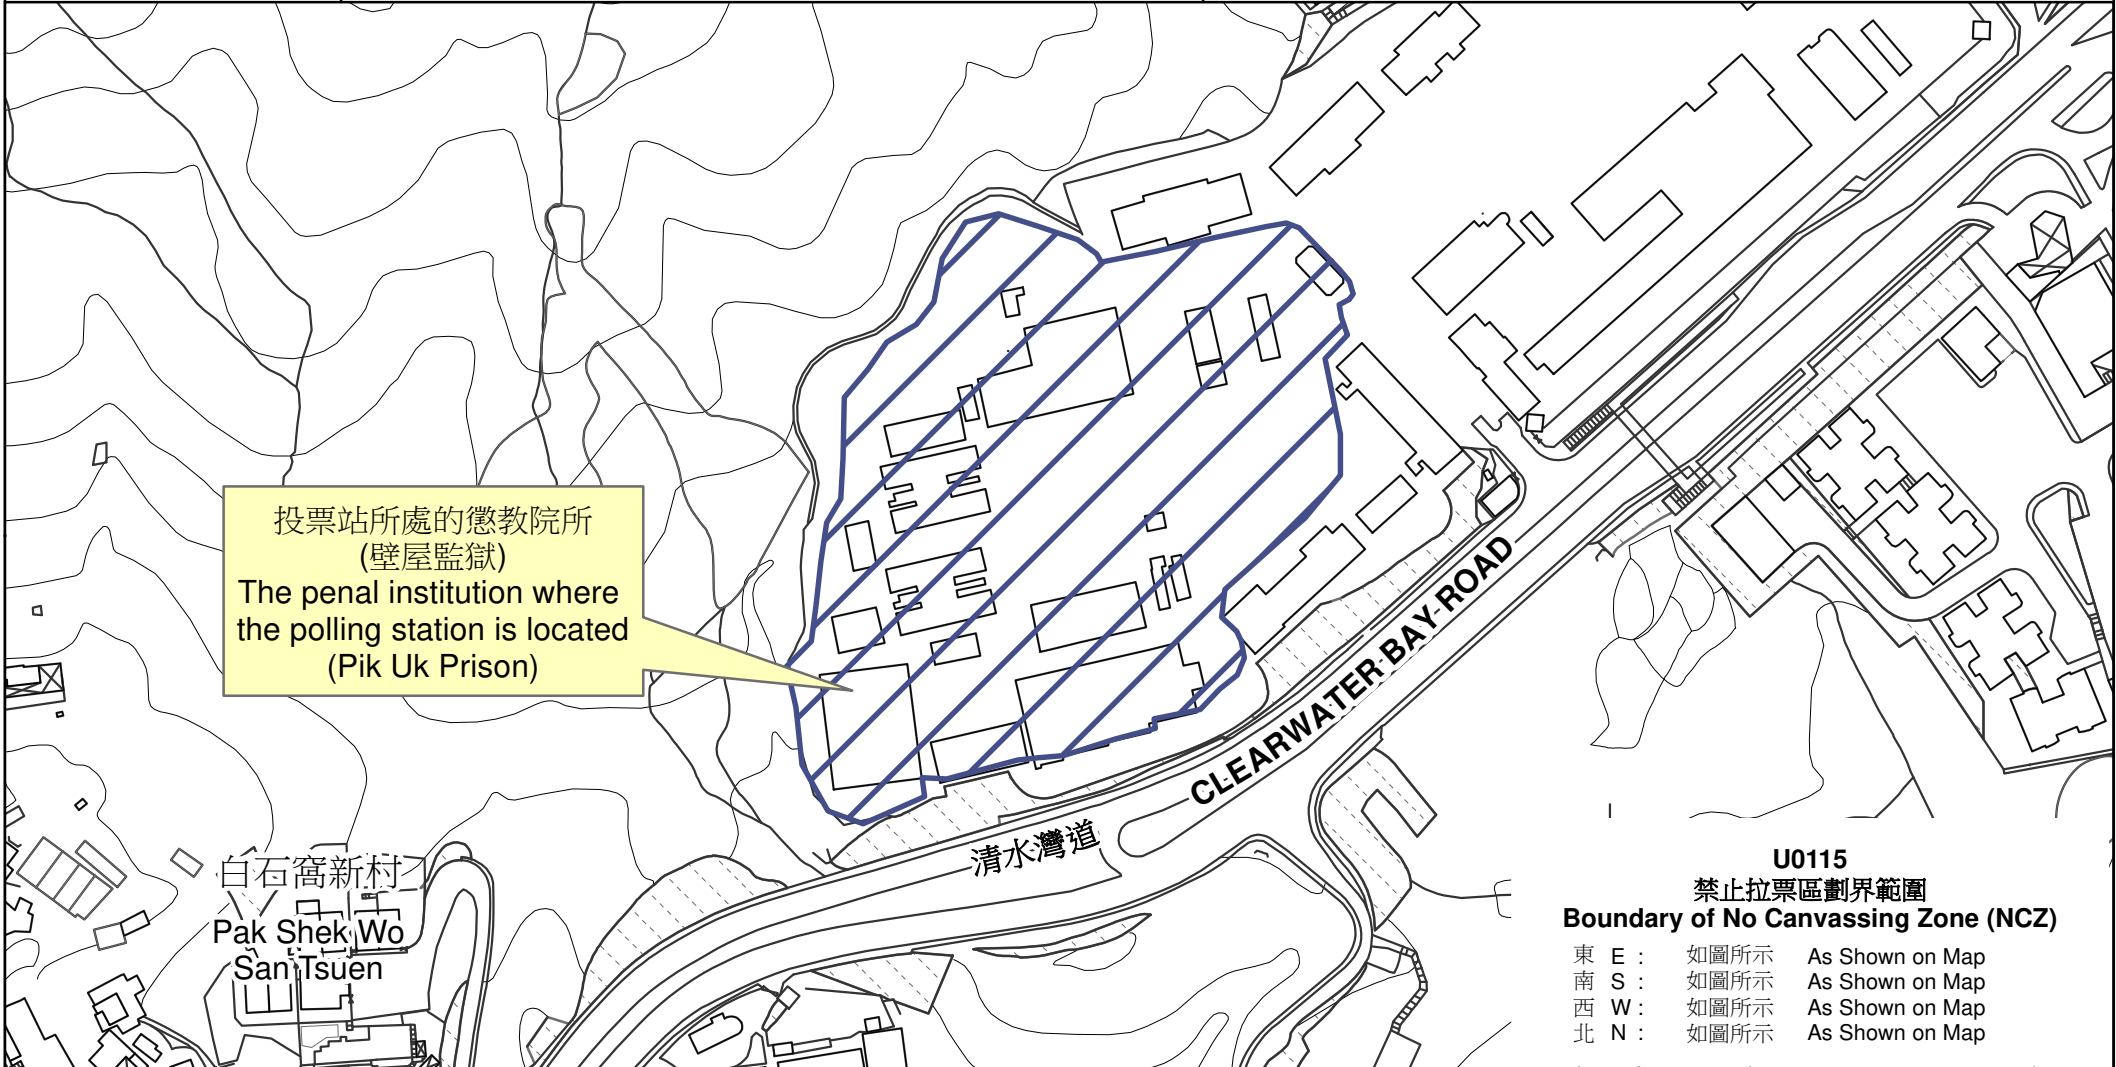 投票站所處的懲教院所
(壁屋監獄)
The penal institution where
the polling station is located
(Pik Uk Prison)
CLEARWATER BAY ROAD
清水灣道
白石窩新村
Pak Shek Wo
San Tsuen
U0115
禁止拉票區劃界範圍
Boundary of No Canvassing Zone (NCZ)
東 E : 如圖所示 As Shown on Map
南 S : 如圖所示 As Shown on Map
西 W : 如圖所示 As Shown on Map
北 N : 如圖所示 As Shown on Map